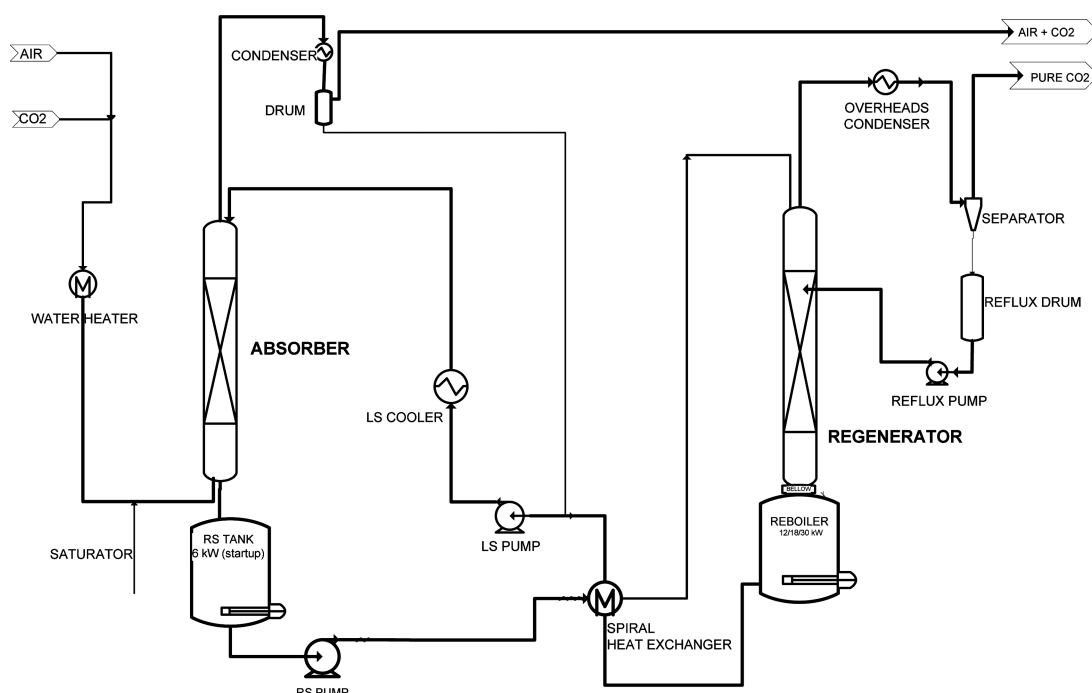 AIR
CO2
CONDENSER
DRUM
AIR + CO2
PURE CO2
OVERHEADS
CONDENSER
SEPARATOR
REFLUX DRUM
REFLUX PUMP
WATER HEATER
ABSORBER
LS COOLER
REGENERATOR
BELLOW
REBOILER
12/18/30 kW
SATURATOR
RS TANK
6 kW (startup)
LS PUMP
SPIRAL
HEAT EXCHANGER
RS PUMP